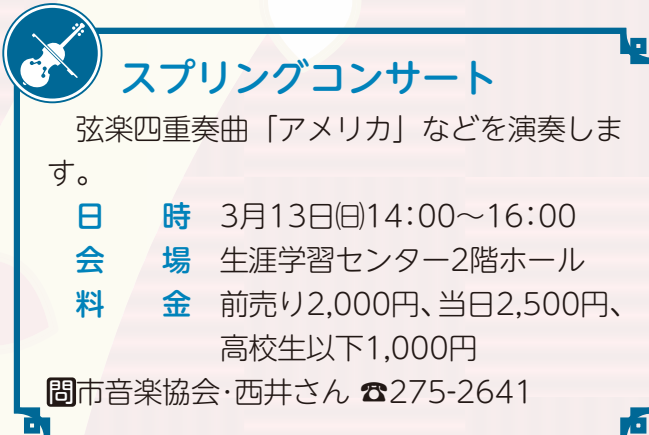 スプリングコンサート
弦楽四重奏曲「アメリカ」などを演奏しま
す。
日　時　3月13日㈰14:00～16:00
会　場　生涯学習センター2階ホール
料　金　前売り2,000円、当日2,500円、
高校生以下1,000円
問市音楽協会・西井さん ☎275-2641